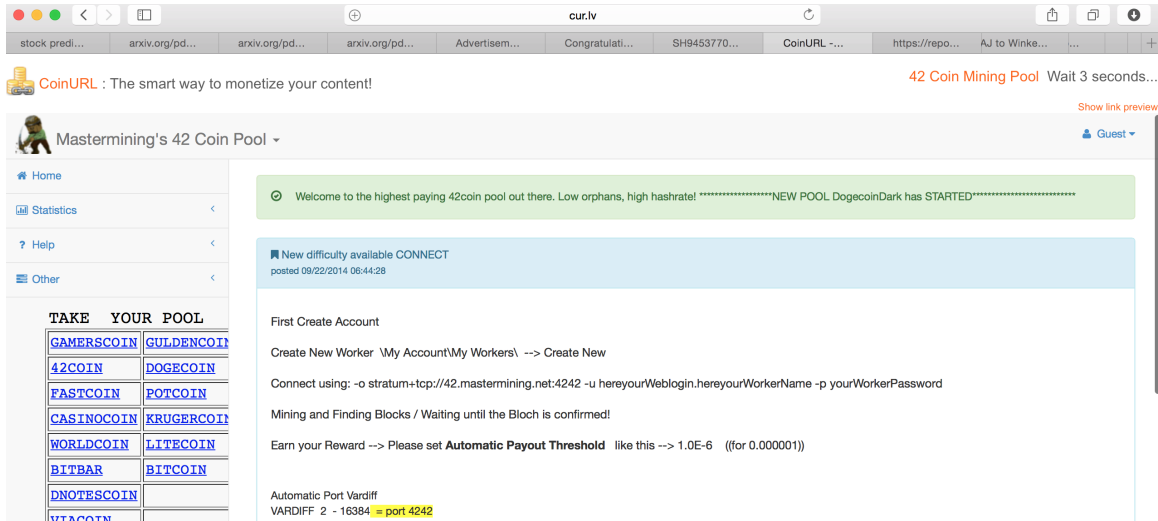 cur.lv
stock predi...
arxiv.org/pd...
arxiv.org/pd...
arxiv.org/pd...
Advertisem...
Congratulati...
SH9453770...
CoinURL -...
https://repo...
AJ to Winke...
CoinURL : The smart way to monetize your content!
42 Coin Mining Pool Wait 3 seconds...
Show link preview
Mastermining's 42 Coin Pool
Guest
Home
Statistics
? Help
Other
Welcome to the highest paying 42coin pool out there. Low orphans, high hashrate! *******************NEW POOL DogecoinDark has STARTED***************************
New difficulty available CONNECT
posted 09/22/2014 06:44:28
TAKE YOUR POOL
GAMERSCOIN GULDENCOIN
42COIN DOGECOIN
FASTCOIN POTCOIN
CASINOCOIN KRUGERCOIN
WORLDCOIN LITECOIN
BITBAR BITCOIN
DNOTESCOIN
VIACOIN
First Create Account
Create New Worker \My Account\My Workers\ --> Create New
Connect using: -o stratum+tcp://42.mastermining.net:4242 -u hereyourWeblogin.hereyourWorkerName -p yourWorkerPassword
Mining and Finding Blocks / Waiting until the Bloch is confirmed!
Earn your Reward --> Please set Automatic Payout Threshold like this --> 1.0E-6 ((for 0.000001))
Automatic Port Vardiff
VARDIFF 2 - 16384 = port 4242